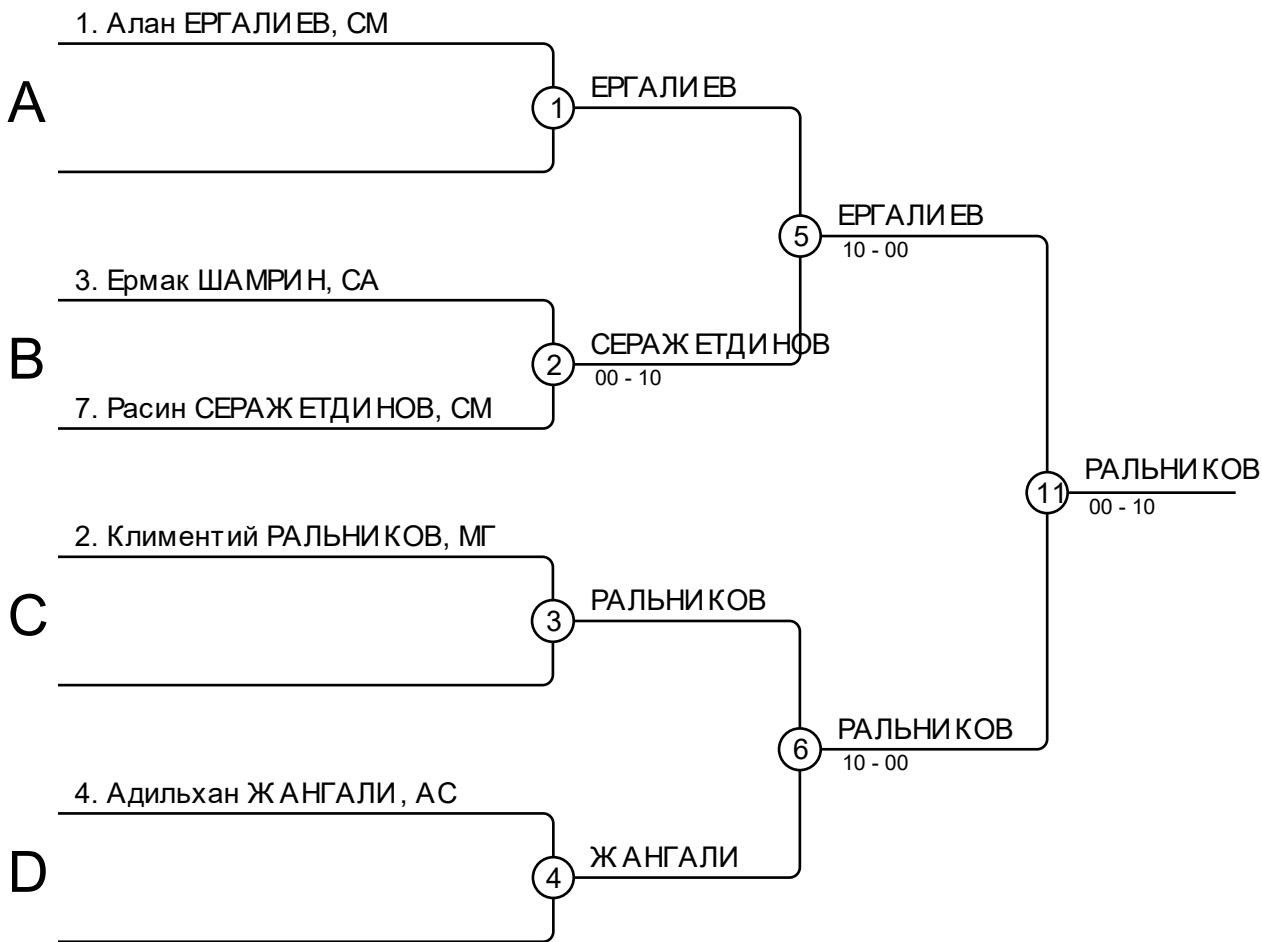 1. Алан ЕРГАЛИЕВ, СМ
A
1
ЕРГАЛИЕВ
5
ЕРГАЛИЕВ
10 - 00
3. Ермак ШАМРИН, СА
B
2
СЕРАЖЕТДИНОВ
00 - 10
7. Расин СЕРАЖЕТДИНОВ, СМ
11
РАЛЬНИКОВ
00 - 10
2. Климентий РАЛЬНИКОВ, МГ
C
3
РАЛЬНИКОВ
6
РАЛЬНИКОВ
10 - 00
4. Адильхан ЖАНГАЛИ, АС
D
4
ЖАНГАЛИ